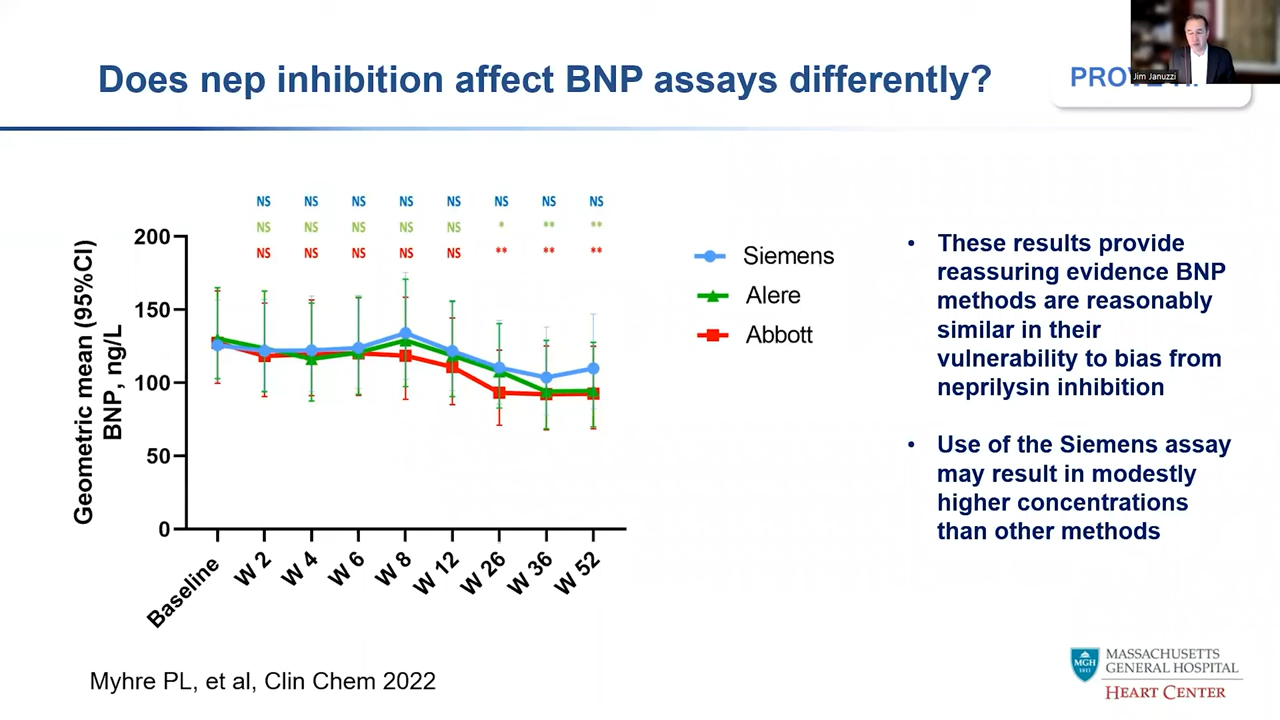 Does nep inhibition affect BNP assays differently?
Jim Januzzi
NS NS NS NS NS NS NS NS
NS NS NS NS NS * ** **
NS NS NS NS NS ** ** **
Geometric mean (95%CI)
BNP, ng/L
200
150
100
50
0
Baseline W 2 W 4 W 6 W 8 W 12 W 26 W 36 W 52
Siemens
Alere
Abbott
• These results provide
reassuring evidence BNP
methods are reasonably
similar in their
vulnerability to bias from
neprilysin inhibition
• Use of the Siemens assay
may result in modestly
higher concentrations
than other methods
Myhre PL, et al, Clin Chem 2022
MGH
1811
MASSACHUSETTS
GENERAL HOSPITAL
HEART CENTER